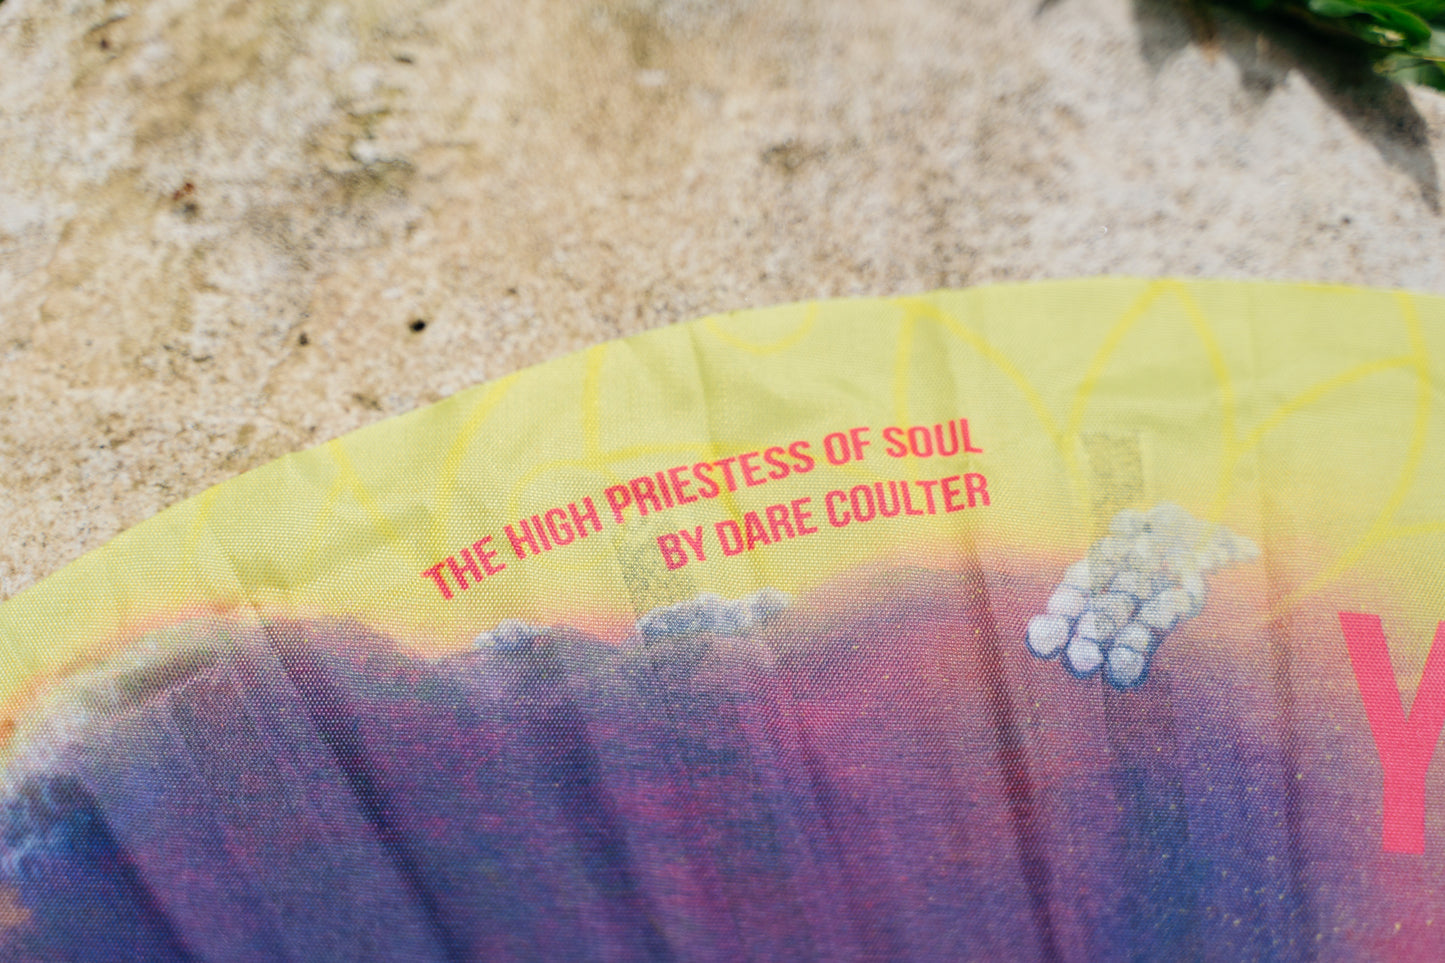 THE HIGH PRIESTESS OF SOUL
BY DARE COULTER
Y